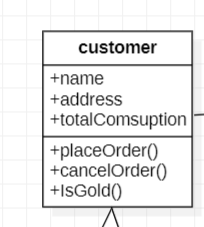 customer
+name
+address
+totalComsuption
+placeOrder()
+cancelOrder()
+IsGold()